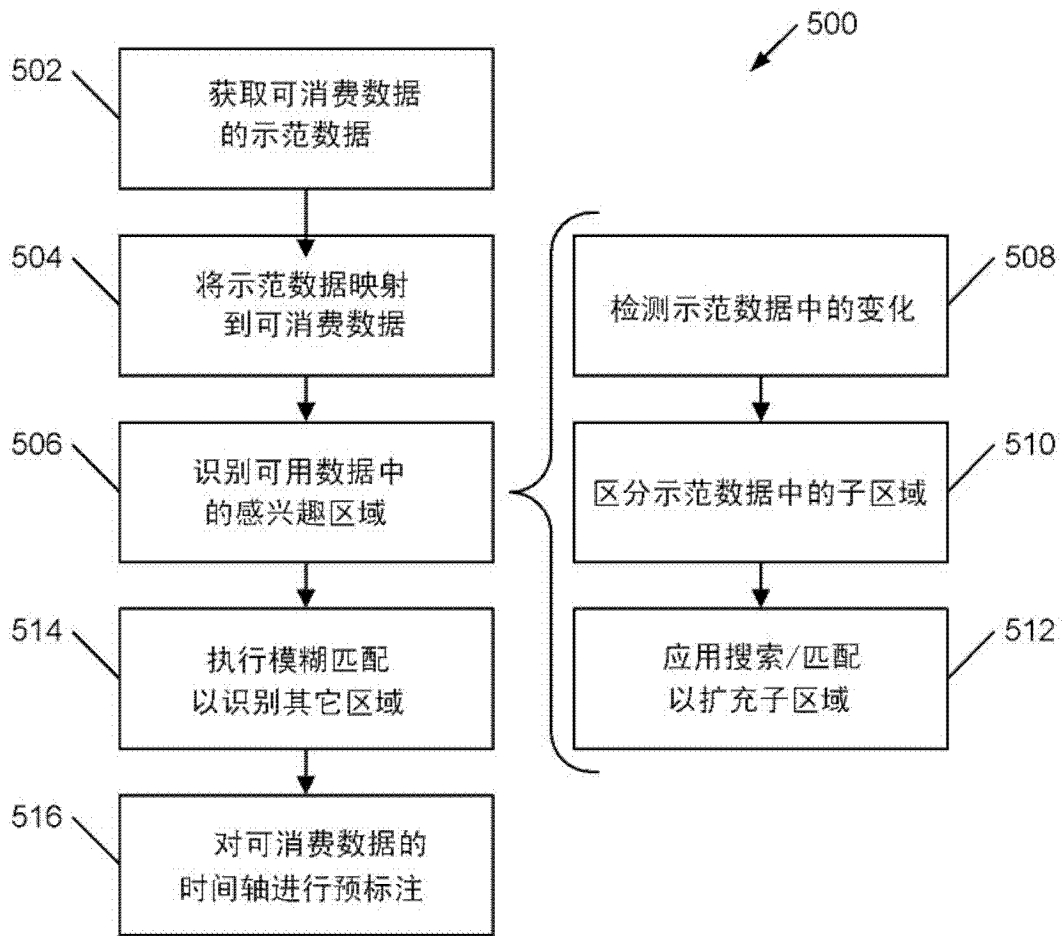 500
502
获取可消费数据
的示范数据
504
将示范数据映射
到可消费数据
506
识别可用数据中
的感兴趣区域
508
检测示范数据中的变化
510
区分示范数据中的子区域
512
应用搜索/匹配
以扩充子区域
514
执行模糊匹配
以识别其它区域
516
对可消费数据的
时间轴进行预标注